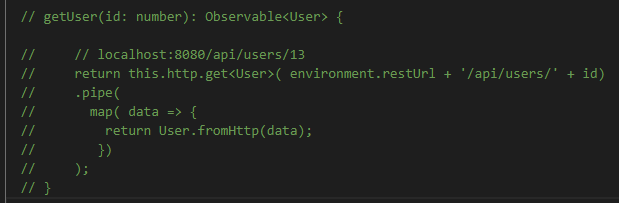 // getUser(id: number): Observable<User> {
//     // localhost:8080/api/users/13
//     return this.http.get<User>( environment.restUrl + '/api/users/' + id)
//     .pipe(
//       map( data => {
//         return User.fromHttp(data);
//        })
//     );
// }